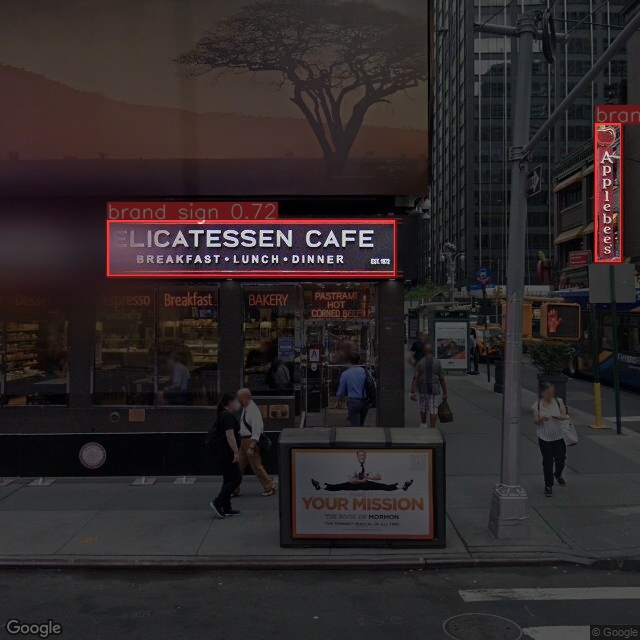 brand sign 0.72
bran
ELICATESSEN CAFE
BREAKFAST • LUNCH • DINNER
EST. 1972
Applebees
Breakfast
BAKERY
PASTRAMI
HOT
CORNED BEEF
YOUR MISSION
THE BOOK OF MORMON
Google
© Google